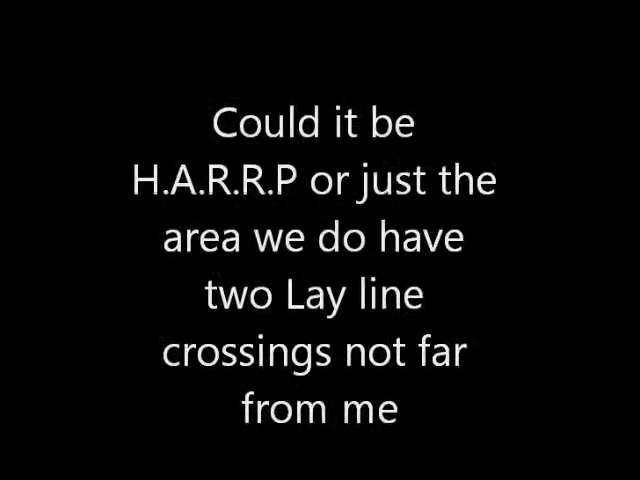 Could it be
H.A.R.R.P or just the
area we do have
two Lay line
crossings not far
from me